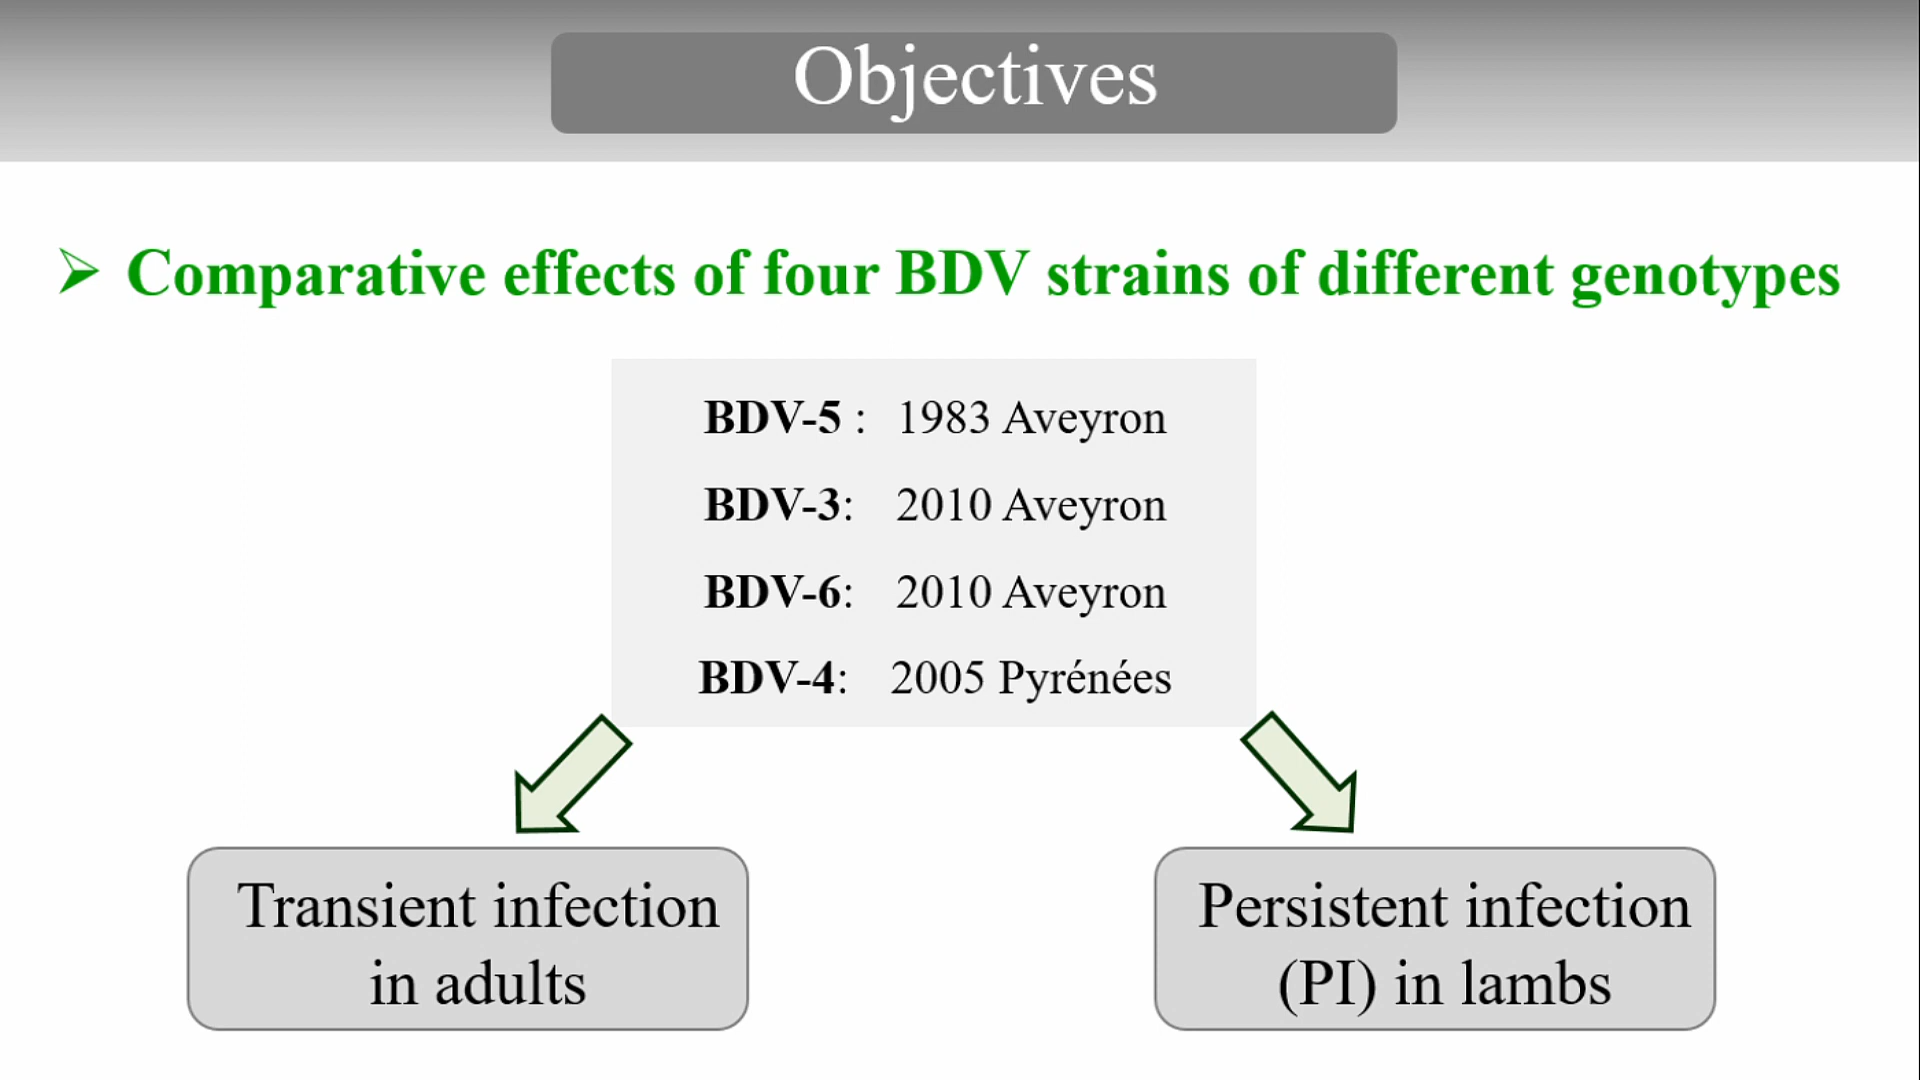 Objectives
Comparative effects of four BDV strains of different genotypes
BDV-5 : 1983 Aveyron
BDV-3: 2010 Aveyron
BDV-6: 2010 Aveyron
BDV-4: 2005 Pyrénées
Transient infection
in adults
Persistent infection
(PI) in lambs